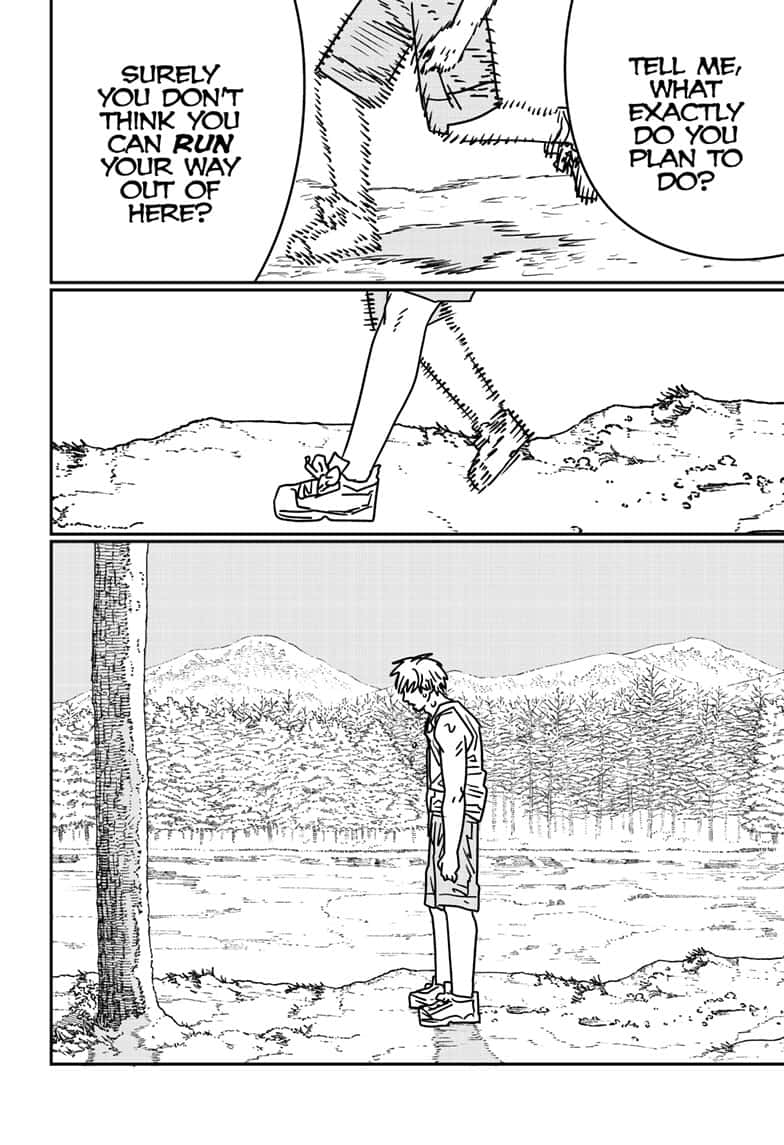 TELL ME,
WHAT
EXACTLY
DO YOU
PLAN TO
DO?
SURELY
YOU DON'T
THINK YOU
CAN RUN
YOUR WAY
OUT OF
HERE?